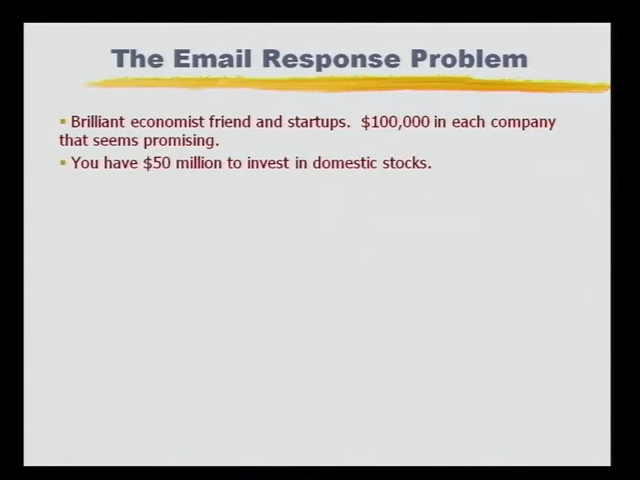 The Email Response Problem
▪ Brilliant economist friend and startups. $100,000 in each company
that seems promising.
▪ You have $50 million to invest in domestic stocks.